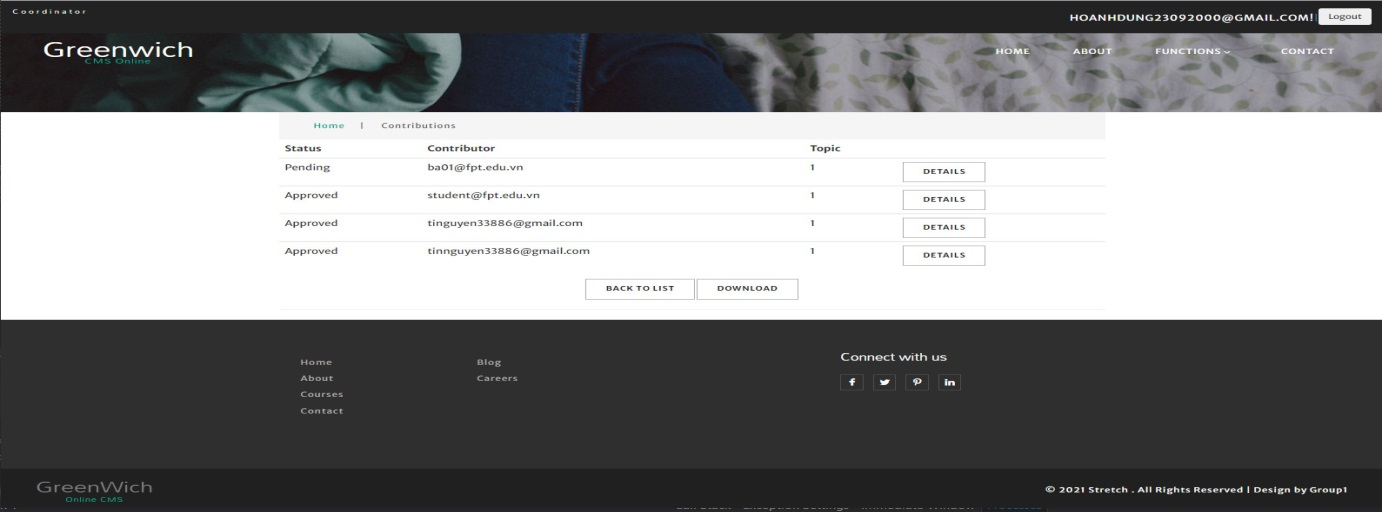 Coordinator
HOANHDUNG23092000@GMAIL.COM! Logout
Greenwich
CMS Online
HOME ABOUT FUNCTIONS CONTACT
Home | Contributions
Status Contributor Topic
Pending ba01@fpt.edu.vn 1 DETAILS
Approved student@fpt.edu.vn 1 DETAILS
Approved tinguyen33886@gmail.com 1 DETAILS
Approved tinnguyen33886@gmail.com 1 DETAILS
BACK TO LIST DOWNLOAD
Connect with us
Home Blog
About Careers
Courses
Contact
GreenWich
Online CMS
© 2021 Stretch . All Rights Reserved | Design by Group1